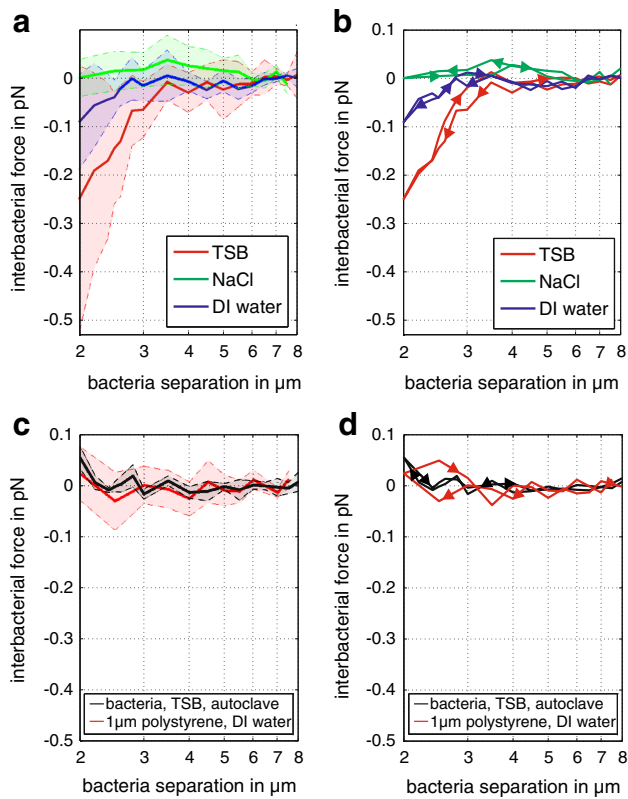 a
interbacterial force in pN
0.1
0
-0.1
-0.2
-0.3
-0.4
-0.5
TSB
NaCl
DI water
2 3 4 5 6 7 8
bacteria separation in µm
b
interbacterial force in pN
0.1
0
-0.1
-0.2
-0.3
-0.4
-0.5
TSB
NaCl
DI water
2 3 4 5 6 7 8
bacteria separation in µm
c
interbacterial force in pN
0.1
0
-0.1
-0.2
-0.3
-0.4
-0.5
bacteria, TSB, autoclave
1µm polystyrene, DI water
2 3 4 5 6 7 8
bacteria separation in µm
d
interbacterial force in pN
0.1
0
-0.1
-0.2
-0.3
-0.4
-0.5
bacteria, TSB, autoclave
1µm polystyrene, DI water
2 3 4 5 6 7 8
bacteria separation in µm